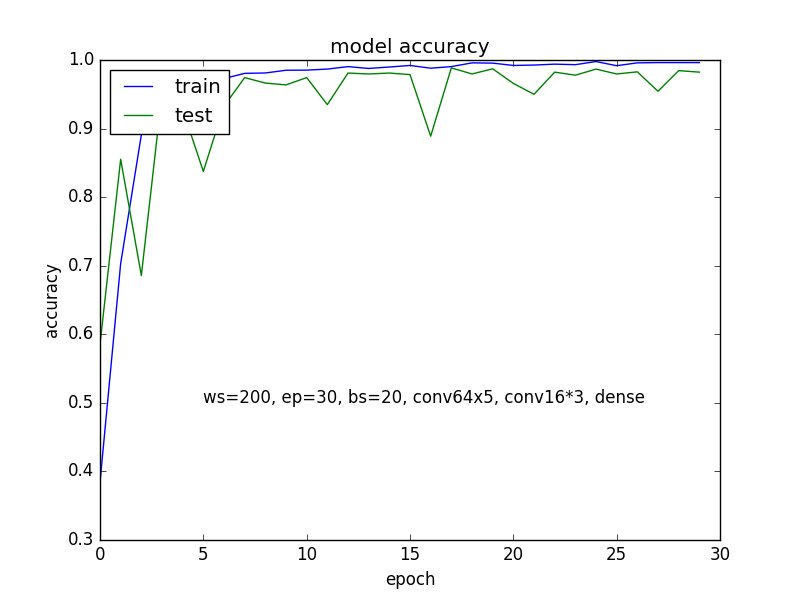 model accuracy
train
test
1.0
0.9
0.8
0.7
0.6
0.5
0.4
0.3
accuracy
ws=200, ep=30, bs=20, conv64x5, conv16*3, dense
0 5 10 15 20 25 30
epoch